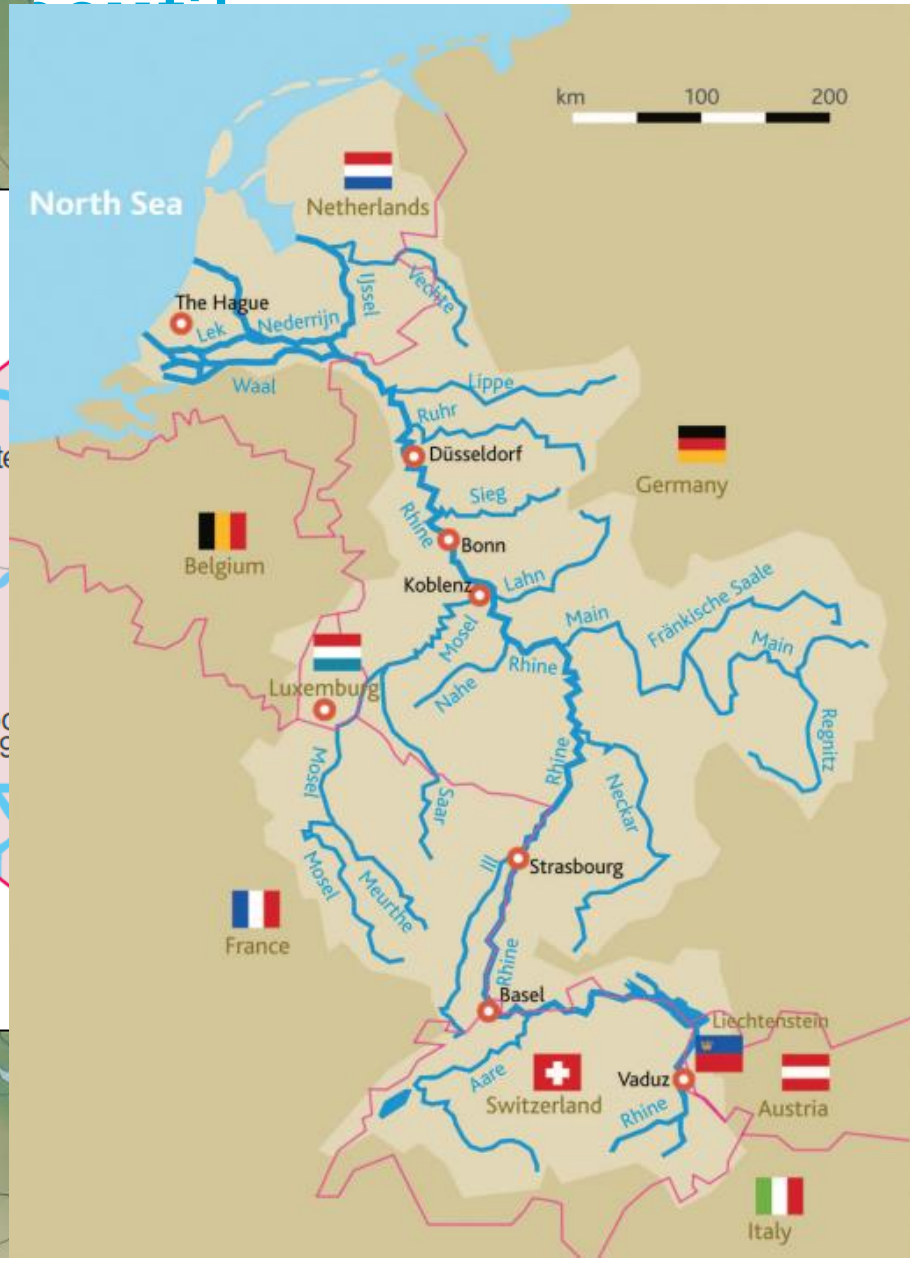 km 100 200
North Sea
Netherlands
Vechte
IJssel
The Hague
Lek
Nederrijn
Waal
Lippe
Ruhr
Düsseldorf
Germany
Sieg
Rhine
Belgium
Bonn
Koblenz
Lahn
Mosel
Main
Fränkische Saale
Main
Rhine
Luxemburg
Nahe
Regnitz
Mosel
Rhine
Saar
Neckar
Ill
Strasbourg
Mosel
Meurthe
France
Rhine
Basel
Liechtenstein
Aare
Switzerland
Vaduz
Rhine
Austria
Italy